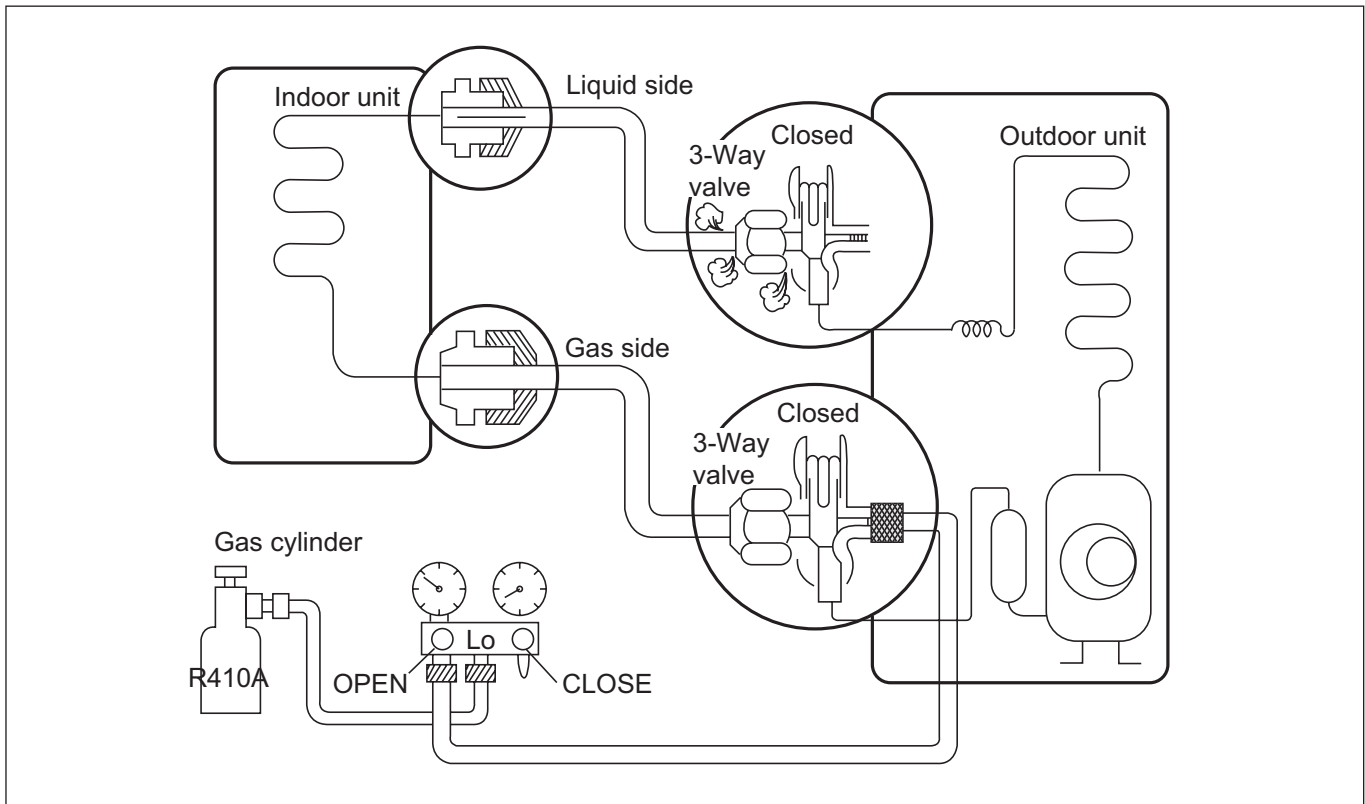 Indoor unit
Liquid side
Closed
3-Way
valve
Outdoor unit
Gas side
Closed
3-Way
valve
Gas cylinder
R410A
Lo
OPEN
CLOSE